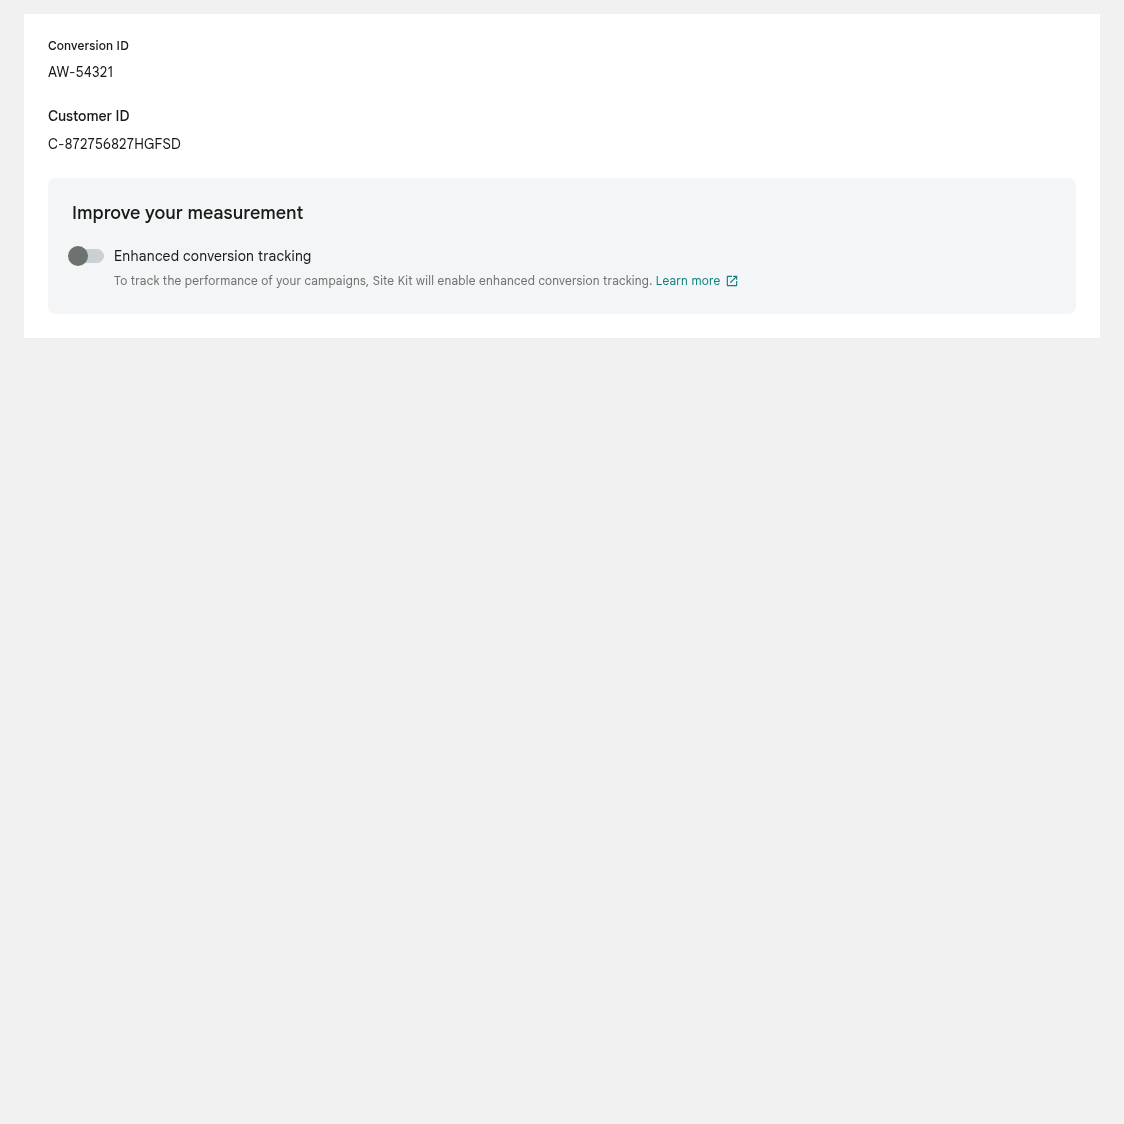 Conversion ID
AW-54321
Customer ID
C-872756827HGFSD
Improve your measurement
Enhanced conversion tracking
To track the performance of your campaigns, Site Kit will enable enhanced conversion tracking. Learn more